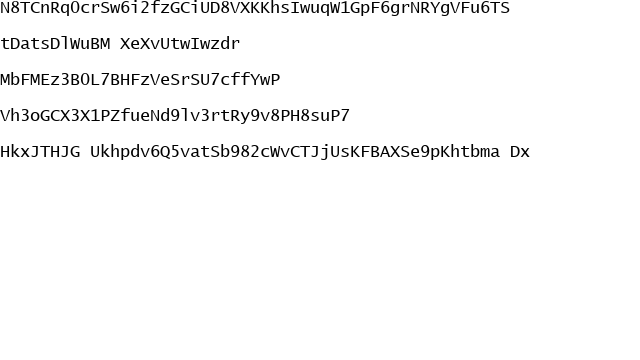 N8TCnRqOcrSw6i2fzGCiUD8VXKKhsIwuqW1GpF6grNRYgVFu6TS
tDatsDlWuBM XeXvUtwIwzdr
MbFMEz3BOL7BHFzVeSrSU7cffYwP
Vh3oGCX3X1PZfueNd9lv3rtRy9v8PH8suP7
HkxJTHJG Ukhpdv6Q5vatSb982cWvCTJjUsKFBAXSe9pKhtbma Dx